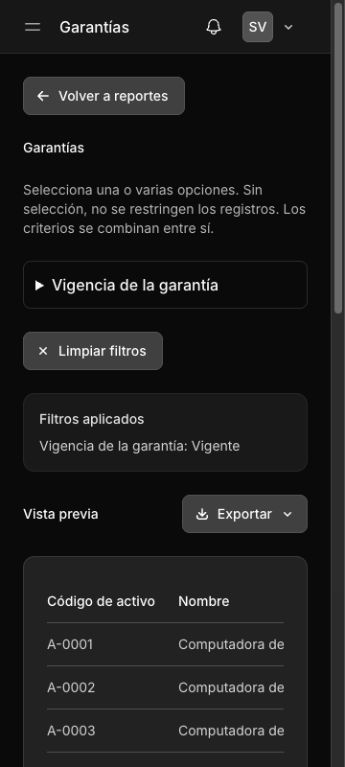 Garantías
SV
Volver a reportes
Garantías
Selecciona una o varias opciones. Sin
selección, no se restringen los registros. Los
criterios se combinan entre sí.
Vigencia de la garantía
Limpiar filtros
Filtros aplicados
Vigencia de la garantía: Vigente
Vista previa
Exportar
Código de activo Nombre
A-0001 Computadora de
A-0002 Computadora de
A-0003 Computadora de